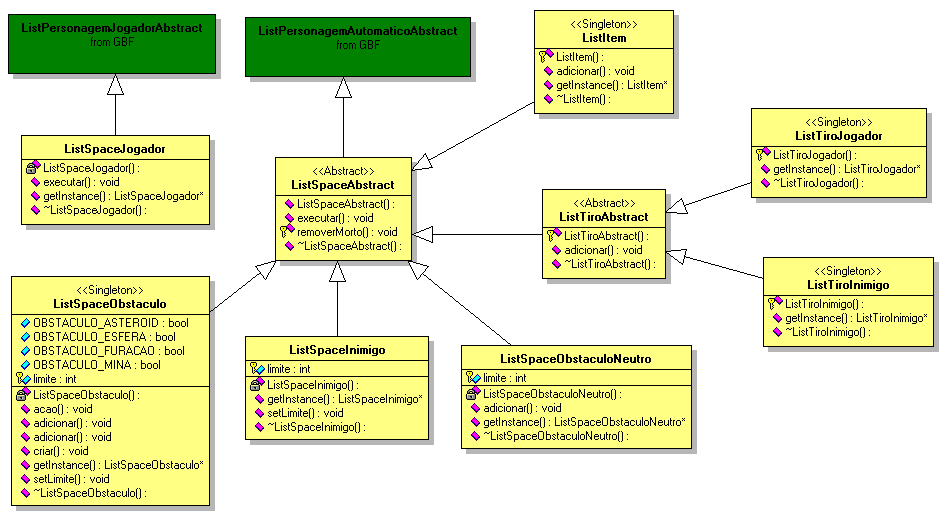 ListPersonagemJogadorAbstract
from GBF
ListPersonagemAutomaticoAbstract
from GBF
<<Singleton>>
ListItem
ListItem() :
adicionar() : void
getInstance() : ListItem*
~ListItem() :
ListSpaceJogador
ListSpaceJogador() :
executar() : void
getInstance() : ListSpaceJogador*
~ListSpaceJogador() :
<<Abstract>>
ListSpaceAbstract
ListSpaceAbstract() :
executar() : void
removerMorto() : void
~ListSpaceAbstract() :
<<Singleton>>
ListTiroJogador
ListTiroJogador() :
getInstance() : ListTiroJogador*
~ListTiroJogador() :
<<Abstract>>
ListTiroAbstract
ListTiroAbstract() :
adicionar() : void
~ListTiroAbstract() :
<<Singleton>>
ListTiroInimigo
ListTiroInimigo() :
getInstance() : ListTiroInimigo*
~ListTiroInimigo() :
<<Singleton>>
ListSpaceObstaculo
OBSTACULO_ASTEROID : bool
OBSTACULO_ESFERA : bool
OBSTACULO_FURACAO : bool
OBSTACULO_MINA : bool
limite : int
ListSpaceObstaculo() :
acao() : void
adicionar() : void
adicionar() : void
criar() : void
getInstance() : ListSpaceObstaculo*
setLimite() : void
~ListSpaceObstaculo() :
ListSpaceInimigo
limite : int
ListSpaceInimigo() :
getInstance() : ListSpaceInimigo*
setLimite() : void
~ListSpaceInimigo() :
ListSpaceObstaculoNeutro
limite : int
ListSpaceObstaculoNeutro() :
adicionar() : void
getInstance() : ListSpaceObstaculoNeutro*
~ListSpaceObstaculoNeutro() :